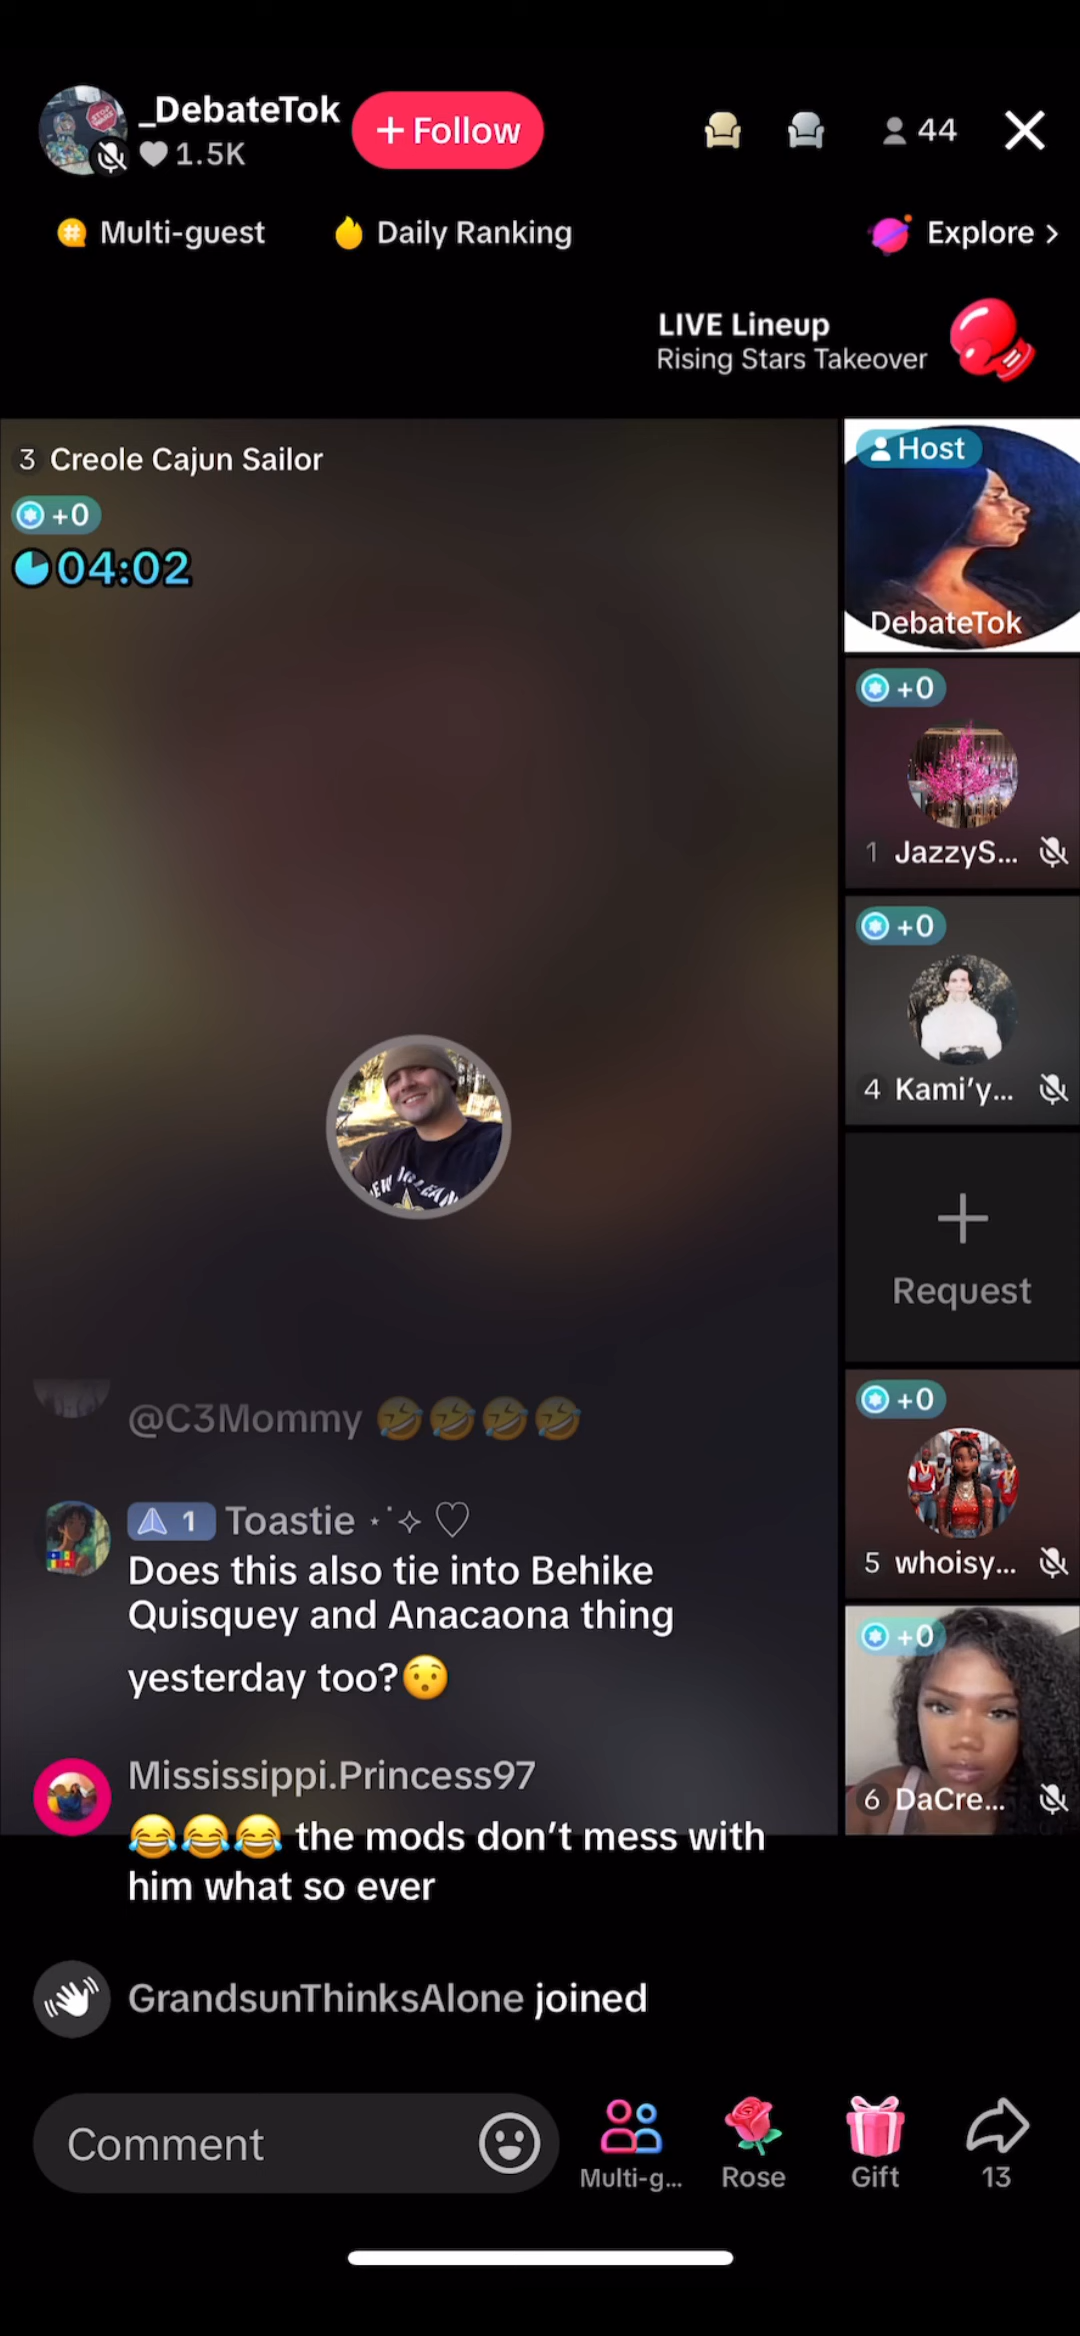 _DebateTok
1.5K
+ Follow
44
Multi-guest
Daily Ranking
Explore >
LIVE Lineup
Rising Stars Takeover
3 Creole Cajun Sailor
+0
04:02
Host
DebateTok
+0
1 JazzyS...
+0
4 Kami’y...
Request
+0
5 whoisy...
+0
6 DaCre...
@C3Mommy 🤣🤣🤣🤣
1 Toastie ⋆˙✧ ♡
Does this also tie into Behike
Quisquey and Anacaona thing
yesterday too?😯
Mississippi.Princess97
😂😂😂 the mods don’t mess with
him what so ever
GrandsunThinksAlone joined
Comment
Multi-g...
Rose
Gift
13